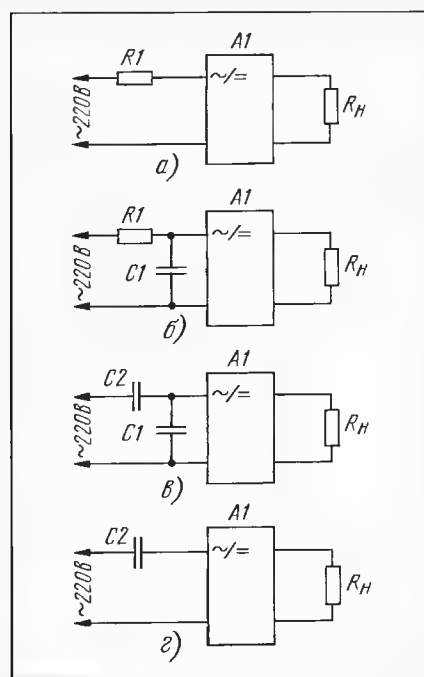 A1
R1
~/=
Rн
~220В
а)
A1
R1
~/=
C1
Rн
~220В
б)
A1
C2
~/=
C1
Rн
~220В
в)
A1
C2
~/=
Rн
~220В
г)